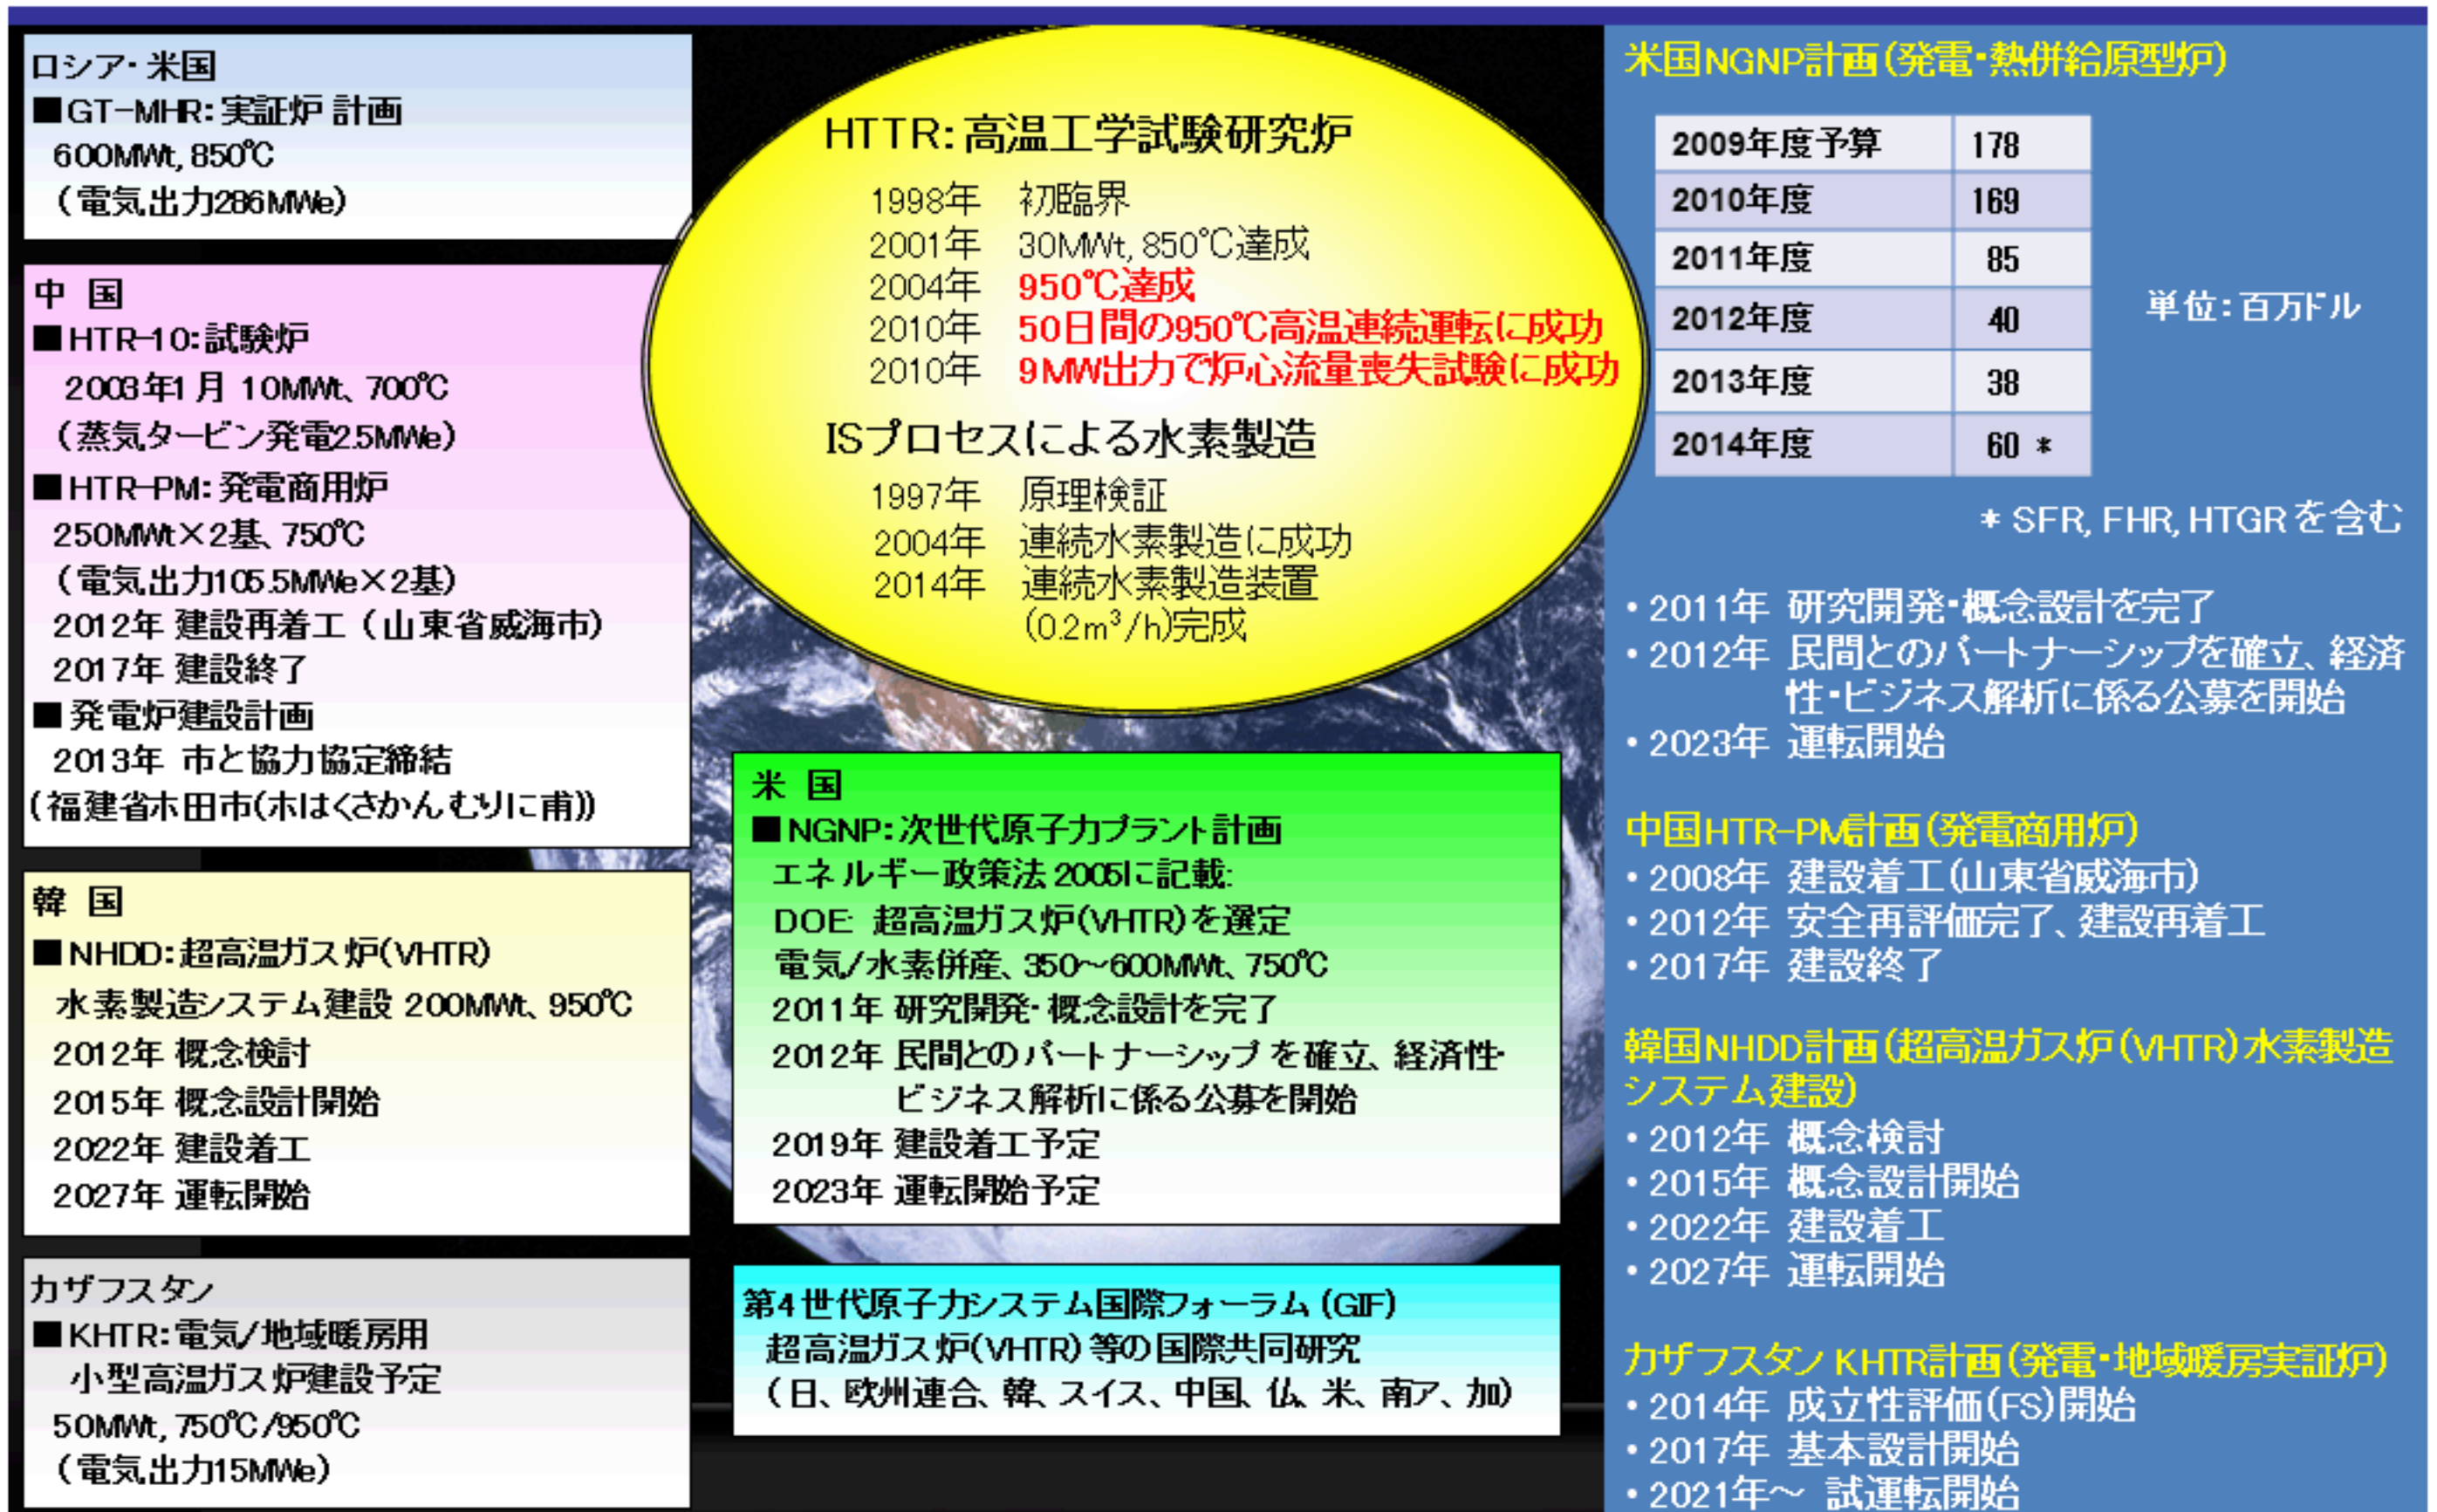 ロシア・米国
■GT-MHR:実証炉 計画
600MWt, 850℃
(電気出力286MWe)
中 国
■HTR-10:試験炉
2003年1月 10MWt、700℃
(蒸気タービン発電2.5MWe)
■HTR-PM:発電商用炉
250MWt×2基、750℃
(電気出力105.5MWe×2基)
2012年 建設再着工(山東省威海市)
2017年 建設終了
■発電炉建設計画
2013年 市と協力協定締結
(福建省木田市(木はくさかんむりに甫))
韓 国
■NHDD:超高温ガス炉(VHTR)
水素製造システム建設 200MWt、950℃
2012年 概念検討
2015年 概念設計開始
2022年 建設着工
2027年 運転開始
カザフスタン
■KHTR:電気/地域暖房用
小型高温ガス炉建設予定
50MWt, 750℃/950℃
(電気出力15MWe)
HTTR:高温工学試験研究炉
1998年 初臨界
2001年 30MWt, 850℃達成
2004年 950℃達成
2010年 50日間の950℃高温連続運転に成功
2010年 9MW出力で炉心流量喪失試験に成功
ISプロセスによる水素製造
1997年 原理検証
2004年 連続水素製造に成功
2014年 連続水素製造装置
(0.2m³/h)完成
米 国
■NGNP:次世代原子力プラント計画
エネルギー政策法2005に記載:
DOE: 超高温ガス炉(VHTR)を選定
電気/水素併産、350~600MWt、750℃
2011年 研究開発・概念設計を完了
2012年 民間とのパートナーシップを確立、経済性・
ビジネス解析に係る公募を開始
2019年 建設着工予定
2023年 運転開始予定
第4世代原子力システム国際フォーラム(GIF)
超高温ガス炉(VHTR)等の国際共同研究
(日、欧州連合、韓、スイス、中国、仏、米、南ア、加)
米国NGNP計画(発電・熱併給原型炉)
2009年度予算 178
2010年度 169
2011年度 85
2012年度 40
2013年度 38
2014年度 60 *
単位:百万ドル
* SFR, FHR, HTGRを含む
・2011年 研究開発・概念設計を完了
・2012年 民間とのパートナーシップを確立、経済
性・ビジネス解析に係る公募を開始
・2023年 運転開始
中国HTR-PM計画(発電商用炉)
・2008年 建設着工(山東省威海市)
・2012年 安全再評価完了、建設再着工
・2017年 建設終了
韓国NHDD計画(超高温ガス炉(VHTR)水素製造
システム建設)
・2012年 概念検討
・2015年 概念設計開始
・2022年 建設着工
・2027年 運転開始
カザフスタン KHTR計画(発電・地域暖房実証炉)
・2014年 成立性評価(FS)開始
・2017年 基本設計開始
・2021年~ 試運転開始